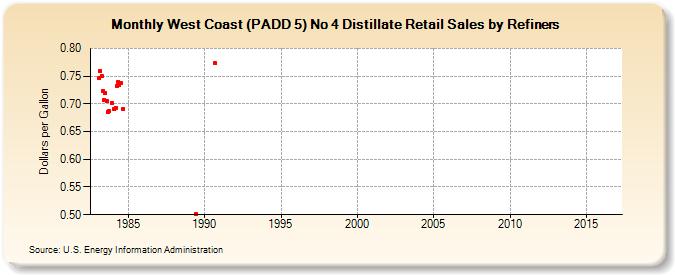 Monthly West Coast (PADD 5) No 4 Distillate Retail Sales by Refiners
Dollars per Gallon
0.80
0.75
0.70
0.65
0.60
0.55
0.50
1985 1990 1995 2000 2005 2010 2015
Source: U.S. Energy Information Administration